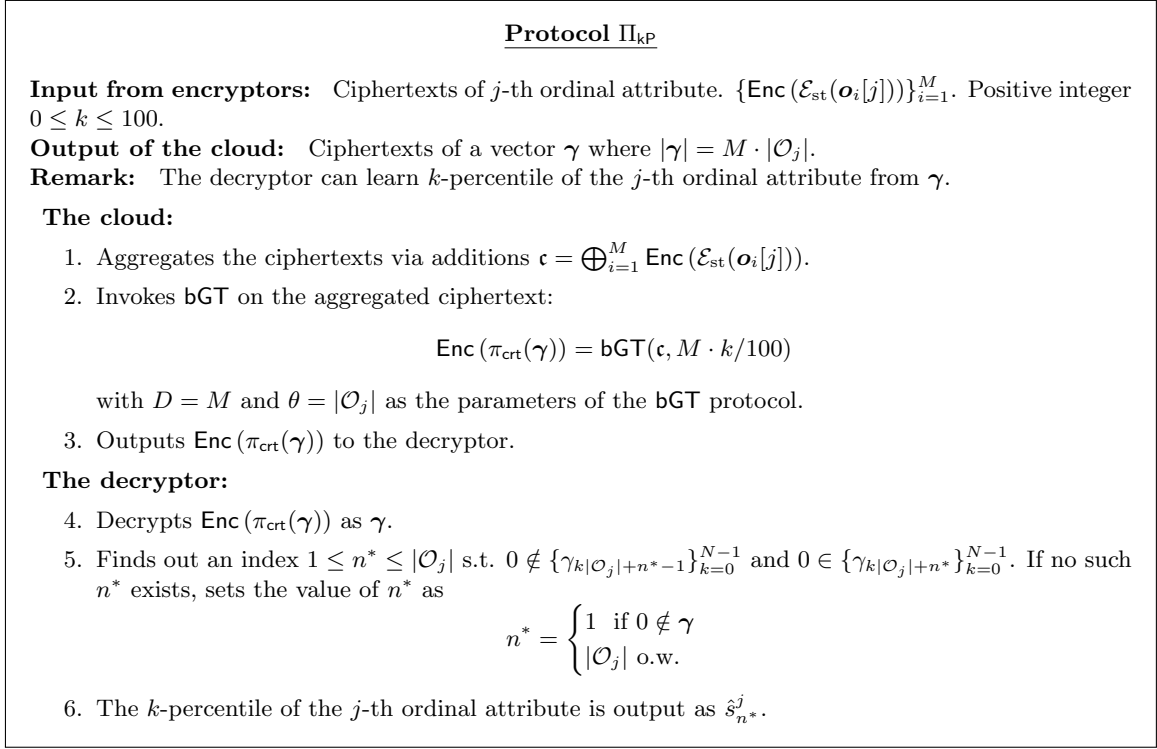 Protocol Π_kP
Input from encryptors: Ciphertexts of j-th ordinal attribute. {Enc (ℰ_st(𝒐_i[j]))}_{i=1}^M. Positive integer
0 ≤ k ≤ 100.
Output of the cloud: Ciphertexts of a vector 𝜸 where |𝜸| = M · |𝒪_j|.
Remark: The decryptor can learn k-percentile of the j-th ordinal attribute from 𝜸.
The cloud:
1. Aggregates the ciphertexts via additions 𝔠 = ⨁_{i=1}^M Enc (ℰ_st(𝒐_i[j])).
2. Invokes bGT on the aggregated ciphertext:
Enc (π_crt(𝜸)) = bGT(𝔠, M · k/100)
with D = M and θ = |𝒪_j| as the parameters of the bGT protocol.
3. Outputs Enc (π_crt(𝜸)) to the decryptor.
The decryptor:
4. Decrypts Enc (π_crt(𝜸)) as 𝜸.
5. Finds out an index 1 ≤ n* ≤ |𝒪_j| s.t. 0 ∉ {γ_{k|𝒪_j|+n*−1}}_{k=0}^{N−1} and 0 ∈ {γ_{k|𝒪_j|+n*}}_{k=0}^{N−1}. If no such
n* exists, sets the value of n* as
n* = { 1 if 0 ∉ 𝜸
|𝒪_j| o.w.
6. The k-percentile of the j-th ordinal attribute is output as ŝ^j_{n*}.